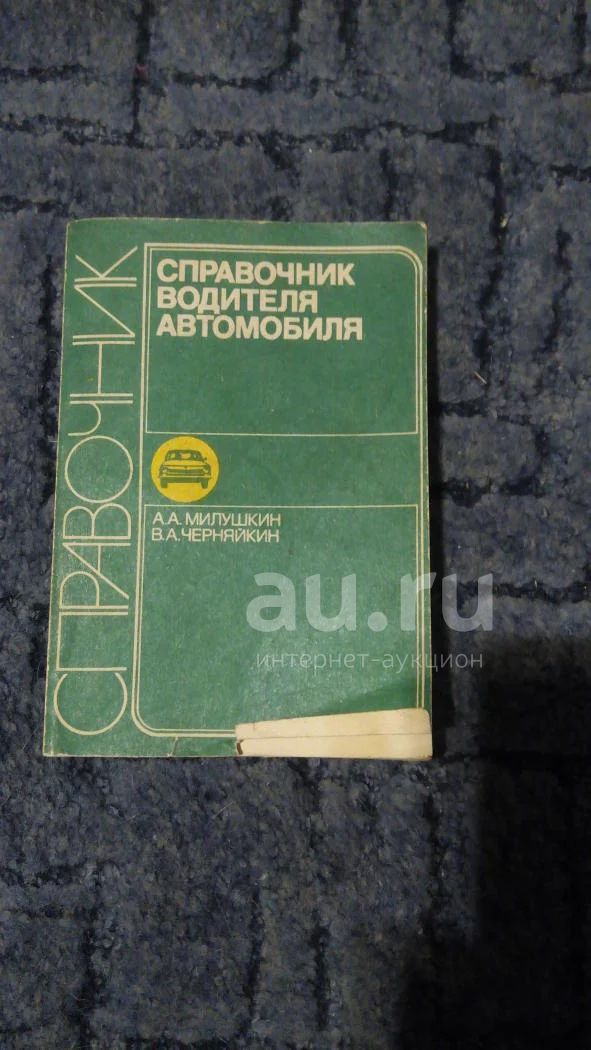 СПРАВОЧНИК
СПРАВОЧНИК
ВОДИТЕЛЯ
АВТОМОБИЛЯ
А.А.МИЛУШКИН
В.А.ЧЕРНЯЙКИН
au.ru
интернет-аукцион